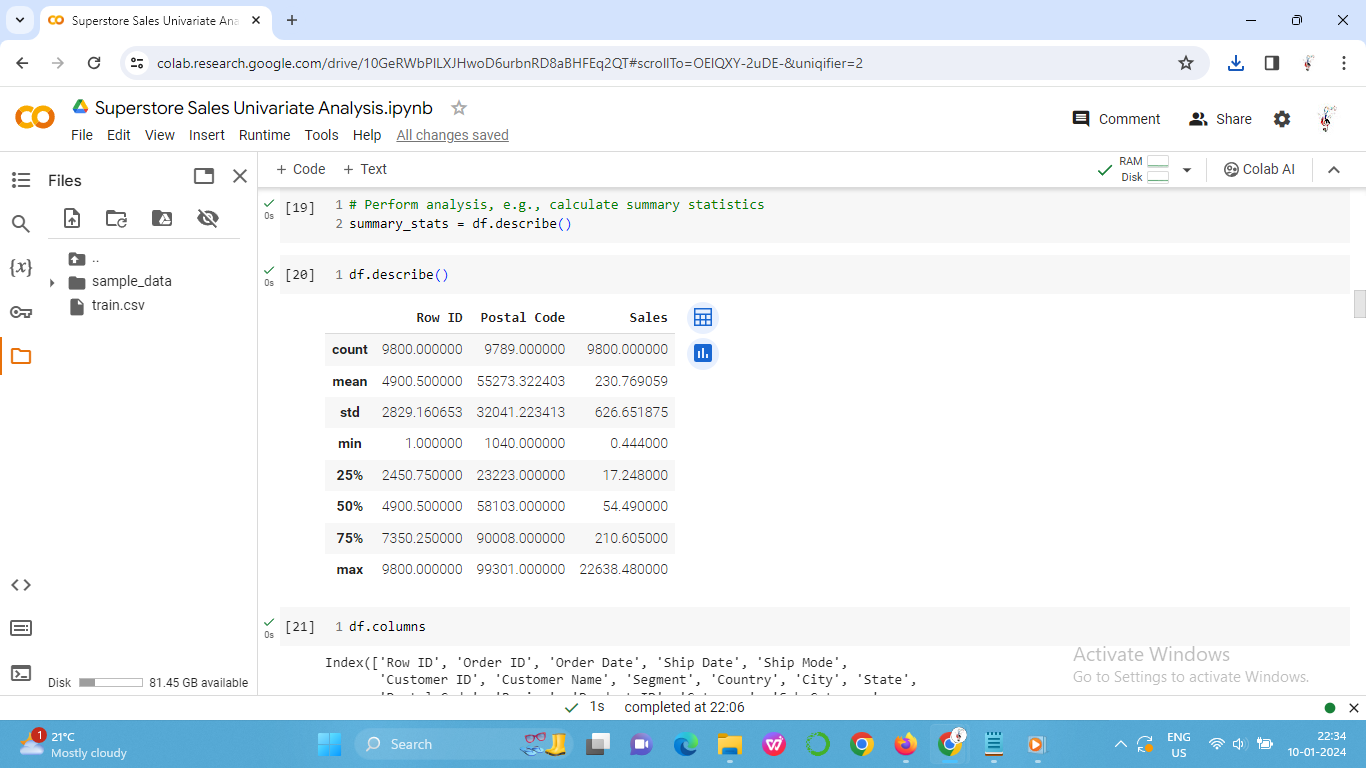 Superstore Sales Univariate Ana
colab.research.google.com/drive/10GeRWbPILXJHwoD6urbnRD8aBHFEq2QT#scrollTo=OEIQXY-2uDE-&uniqifier=2
Superstore Sales Univariate Analysis.ipynb
File Edit View Insert Runtime Tools Help All changes saved
Comment Share
Files
+ Code + Text
RAM
Disk
Colab AI
..
sample_data
train.csv
[19] 1 # Perform analysis, e.g., calculate summary statistics
0s
2 summary_stats = df.describe()
[20] 1 df.describe()
0s
Row ID Postal Code Sales
count 9800.000000 9789.000000 9800.000000
mean 4900.500000 55273.322403 230.769059
std 2829.160653 32041.223413 626.651875
min 1.000000 1040.000000 0.444000
25% 2450.750000 23223.000000 17.248000
50% 4900.500000 58103.000000 54.490000
75% 7350.250000 90008.000000 210.605000
max 9800.000000 99301.000000 22638.480000
[21] 1 df.columns
0s
Index(['Row ID', 'Order ID', 'Order Date', 'Ship Date', 'Ship Mode',
'Customer ID', 'Customer Name', 'Segment', 'Country', 'City', 'State',
Disk 81.45 GB available
Activate Windows
Go to Settings to activate Windows.
1s completed at 22:06
1
21°C
Mostly cloudy
Search
ENG
US
22:34
10-01-2024